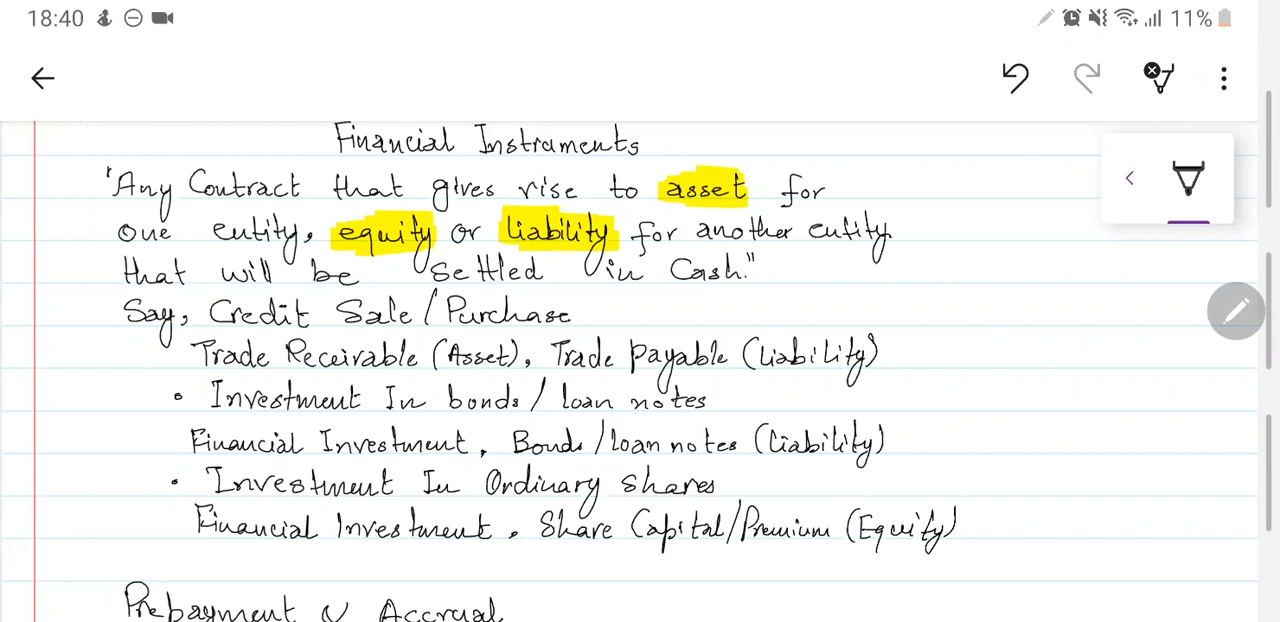 18:40 11%
Financial Instraments
"Any Contract that gives rise to asset for
one entity, equity or liability for another entity
that will be settled in Cash."
Say, Credit Sale/Purchase
Trade Receivable (Asset), Trade Payable (Liability)
• Investment In bonds/loan notes
Financial Investment, Bonds/loan notes (Liability)
• Investment In Ordinary shares
Financial Investment, Share Capital/Premium (Equity)
Prepayment V Accrual